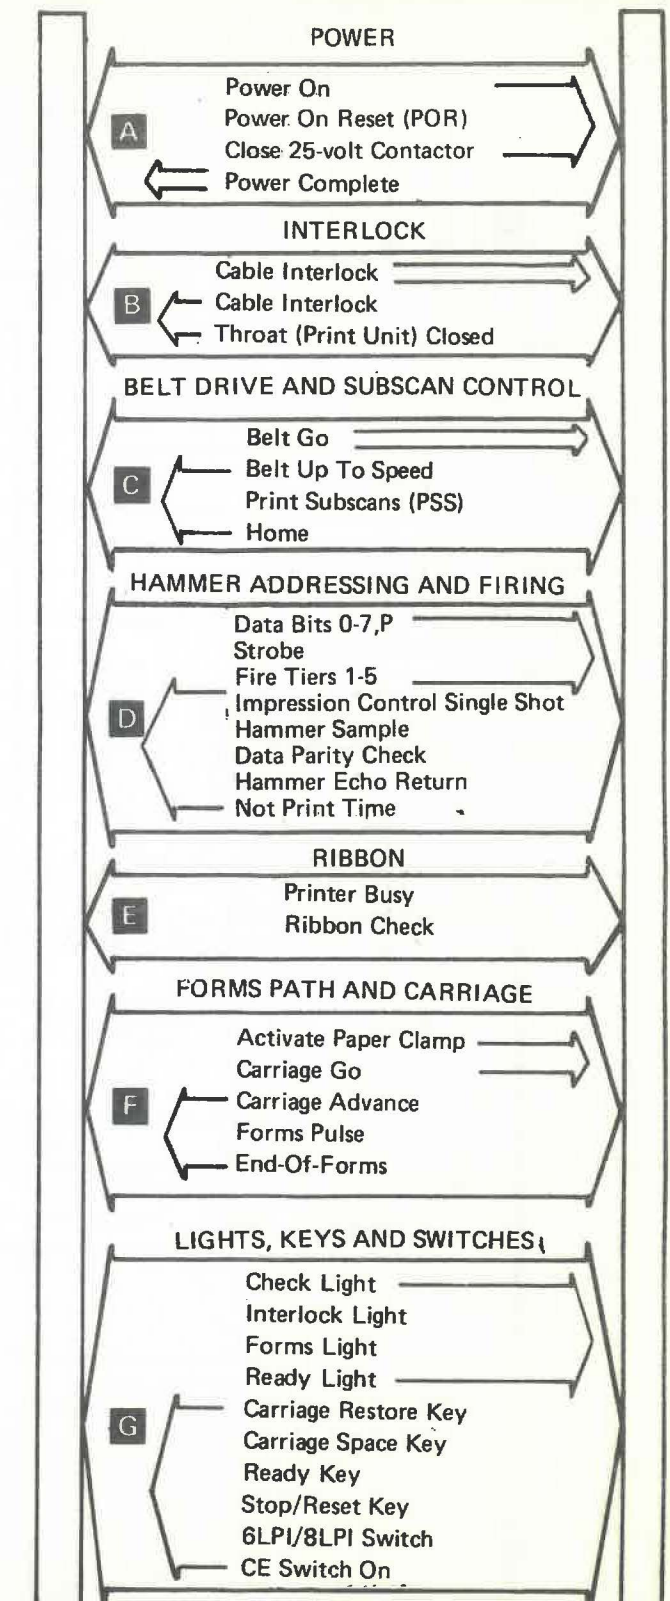 POWER
A
Power On
Power On Reset (POR)
Close 25-volt Contactor
Power Complete
INTERLOCK
B
Cable Interlock
Cable Interlock
Throat (Print Unit) Closed
BELT DRIVE AND SUBSCAN CONTROL
C
Belt Go
Belt Up To Speed
Print Subscans (PSS)
Home
HAMMER ADDRESSING AND FIRING
D
Data Bits 0-7,P
Strobe
Fire Tiers 1-5
Impression Control Single Shot
Hammer Sample
Data Parity Check
Hammer Echo Return
Not Print Time
RIBBON
E
Printer Busy
Ribbon Check
FORMS PATH AND CARRIAGE
F
Activate Paper Clamp
Carriage Go
Carriage Advance
Forms Pulse
End-Of-Forms
LIGHTS, KEYS AND SWITCHES
G
Check Light
Interlock Light
Forms Light
Ready Light
Carriage Restore Key
Carriage Space Key
Ready Key
Stop/Reset Key
6LPI/8LPI Switch
CE Switch On